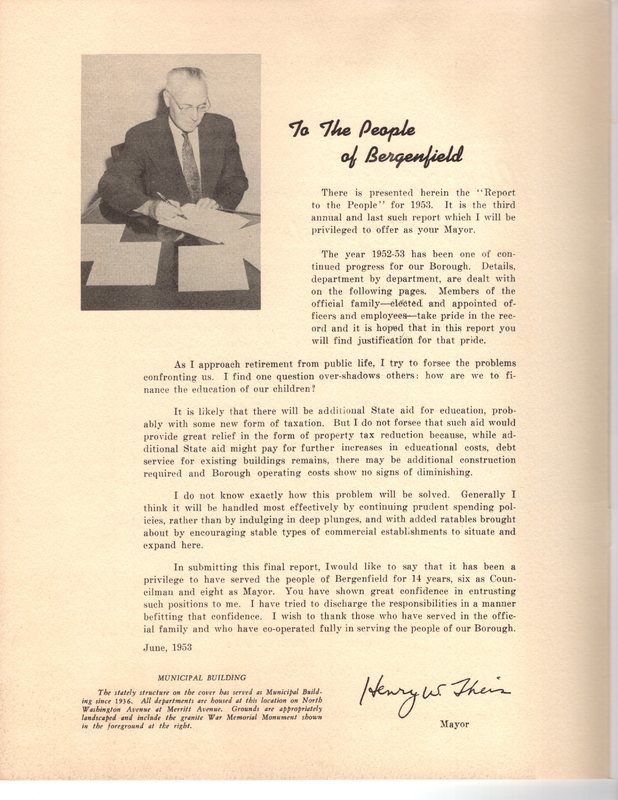 To The People
of Bergenfield
There is presented herein the "Report
to the People" for 1953. It is the third
annual and last such report which I will be
privileged to offer as your Mayor.
The year 1952-53 has been one of con-
tinued progress for our Borough. Details,
department by department, are dealt with
on the following pages. Members of the
official family—elected and appointed of-
ficers and employees—take pride in the rec-
ord and it is hoped that in this report you
will find justification for that pride.
As I approach retirement from public life, I try to forsee the problems
confronting us. I find one question over-shadows others: how are we to fi-
nance the education of our children?
It is likely that there will be additional State aid for education, prob-
ably with some new form of taxation. But I do not forsee that such aid would
provide great relief in the form of property tax reduction because, while ad-
ditional State aid might pay for further increases in educational costs, debt
service for existing buildings remains, there may be additional construction
required and Borough operating costs show no signs of diminishing.
I do not know exactly how this problem will be solved. Generally I
think it will be handled most effectively by continuing prudent spending pol-
icies, rather than by indulging in deep plunges, and with added ratables brought
about by encouraging stable types of commercial establishments to situate and
expand here.
In submitting this final report, Iwould like to say that it has been a
privilege to have served the people of Bergenfield for 14 years, six as Coun-
cilman and eight as Mayor. You have shown great confidence in entrusting
such positions to me. I have tried to discharge the responsibilities in a manner
befitting that confidence. I wish to thank those who have served in the offic-
ial family and who have co-operated fully in serving the people of our Borough.
June, 1953
MUNICIPAL BUILDING
The stately structure on the cover has served as Municipal Build-
ing since 1936. All departments are housed at this location on North
Washington Avenue at Merritt Avenue. Grounds are appropriately
landscaped and include the granite War Memorial Monument shown
in the foreground at the right.
Henry W Theis
Mayor